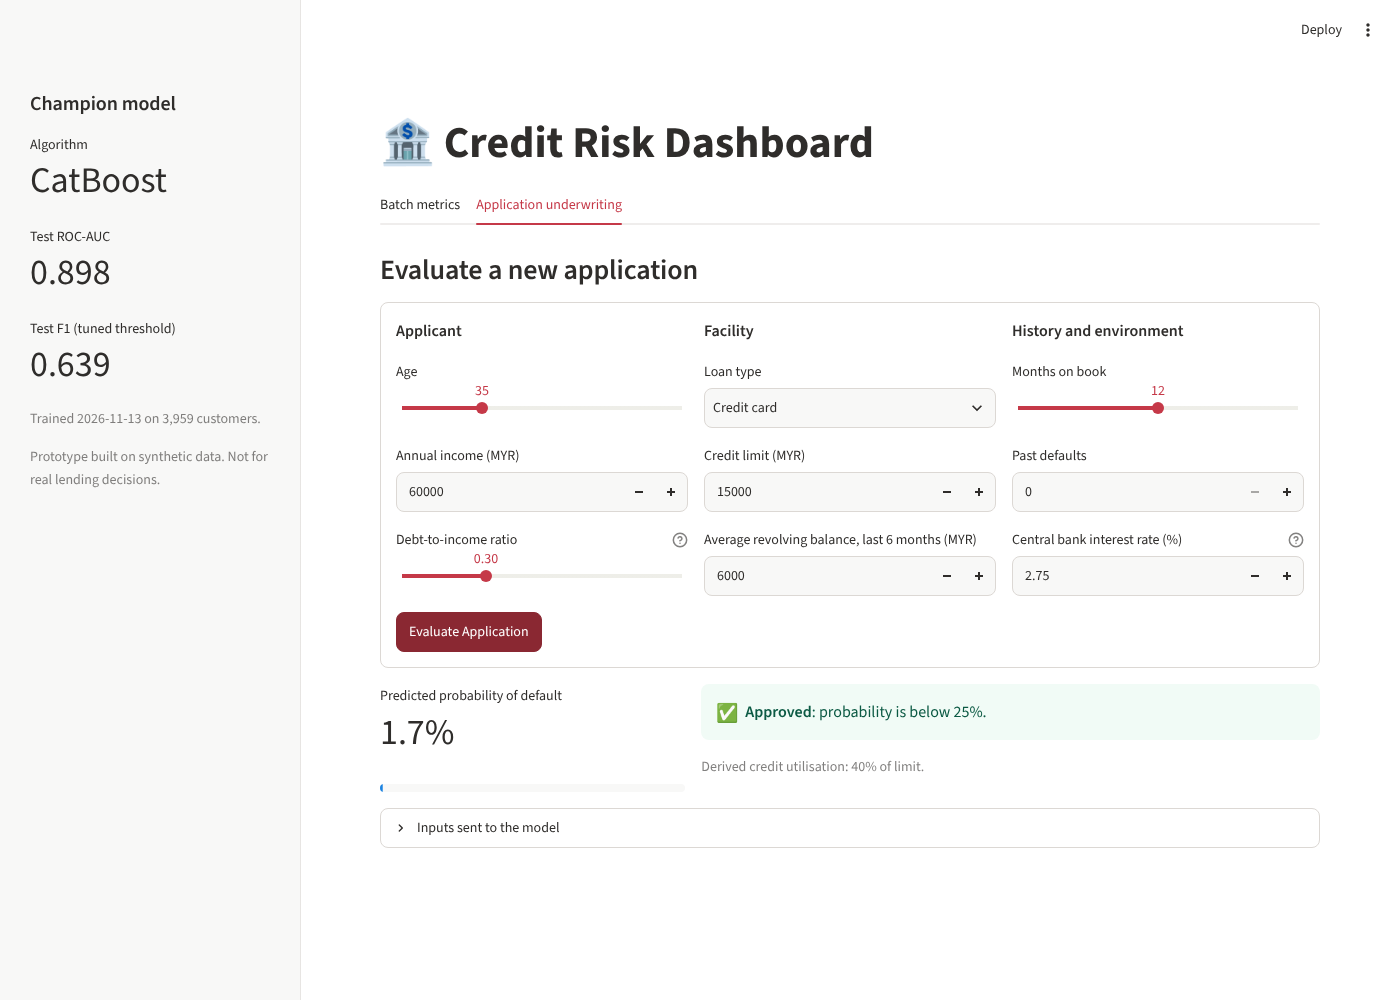 Deploy
Champion model
Algorithm
CatBoost
Test ROC-AUC
0.898
Test F1 (tuned threshold)
0.639
Trained 2026-11-13 on 3,959 customers.
Prototype built on synthetic data. Not for
real lending decisions.
Credit Risk Dashboard
Batch metrics Application underwriting
Evaluate a new application
Applicant
Age
35
Annual income (MYR)
60000
Debt-to-income ratio
0.30
Facility
Loan type
Credit card
Credit limit (MYR)
15000
Average revolving balance, last 6 months (MYR)
6000
History and environment
Months on book
12
Past defaults
0
Central bank interest rate (%)
2.75
Evaluate Application
Predicted probability of default
1.7%
Approved: probability is below 25%.
Derived credit utilisation: 40% of limit.
Inputs sent to the model